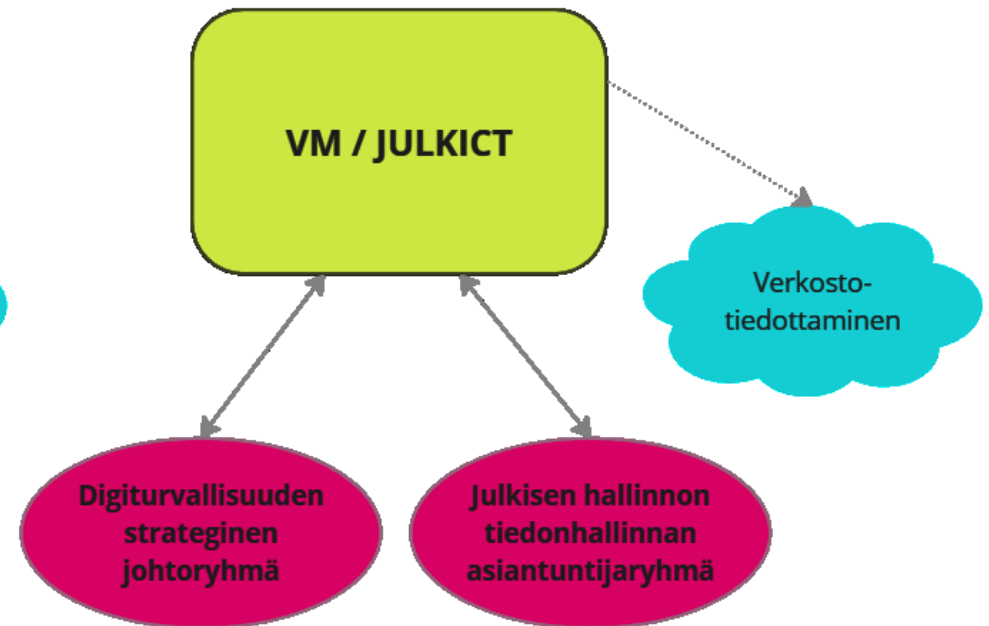 VM / JULKICT
Verkosto-
tiedottaminen
Digiturvallisuuden
strateginen
johtoryhmä
Julkisen hallinnon
tiedonhallinnan
asiantuntijaryhmä